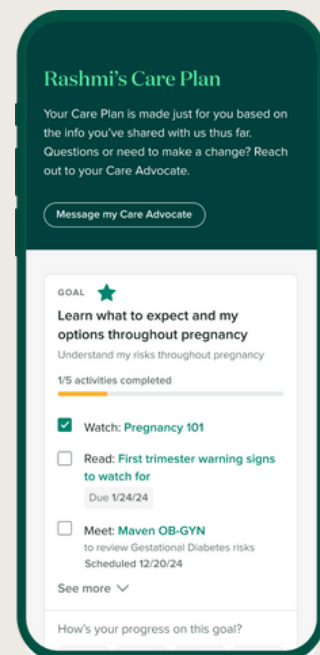 Rashmi's Care Plan
Your Care Plan is made just for you based on
the info you've shared with us thus far.
Questions or need to make a change? Reach
out to your Care Advocate.
Message my Care Advocate
GOAL
Learn what to expect and my
options throughout pregnancy
Understand my risks throughout pregnancy
1/5 activities completed
Watch: Pregnancy 101
Read: First trimester warning signs
to watch for
Due 1/24/24
Meet: Maven OB-GYN
to review Gestational Diabetes risks
Scheduled 12/20/24
See more
How's your progress on this goal?